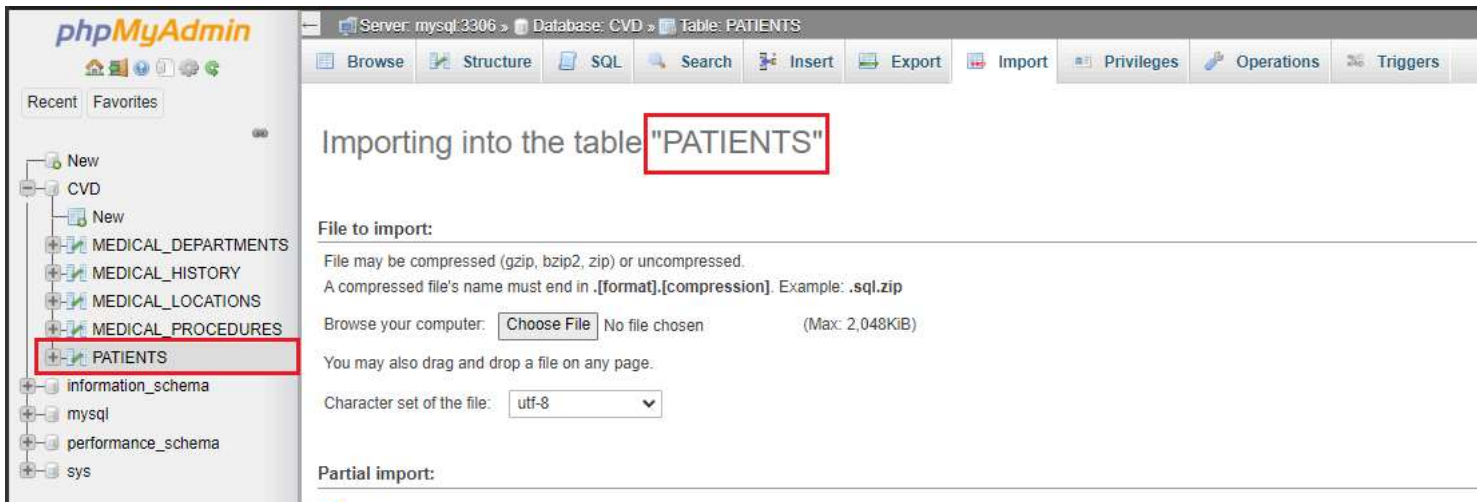 phpMyAdmin
Recent Favorites
New
CVD
New
MEDICAL_DEPARTMENTS
MEDICAL_HISTORY
MEDICAL_LOCATIONS
MEDICAL_PROCEDURES
PATIENTS
information_schema
mysql
performance_schema
sys
Server: mysql:3306 » Database: CVD » Table: PATIENTS
Browse Structure SQL Search Insert Export Import Privileges Operations Triggers
Importing into the table "PATIENTS"
File to import:
File may be compressed (gzip, bzip2, zip) or uncompressed.
A compressed file's name must end in .[format].[compression]. Example: .sql.zip
Browse your computer: Choose File No file chosen (Max: 2,048KiB)
You may also drag and drop a file on any page.
Character set of the file: utf-8
Partial import: